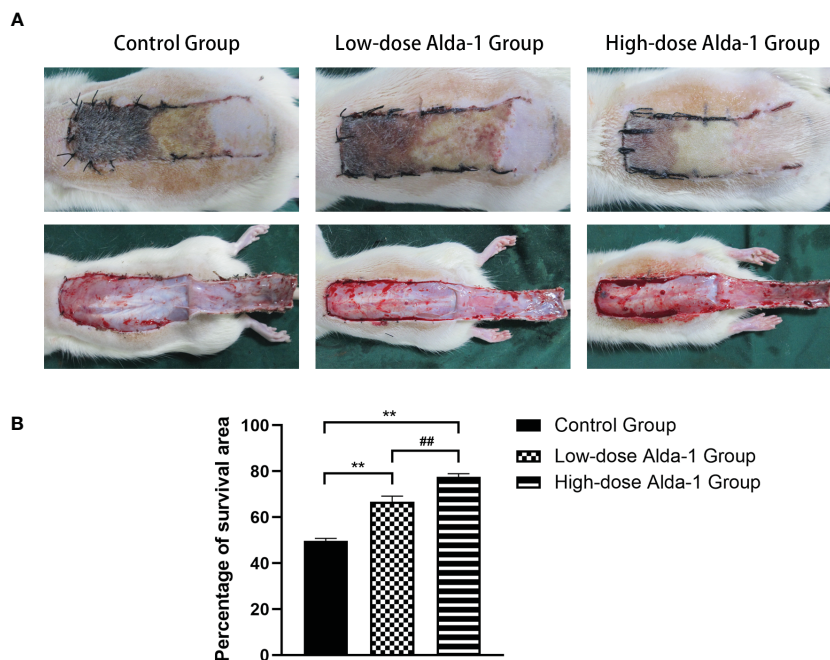 A
Control Group
Low-dose Alda-1 Group
High-dose Alda-1 Group
B
Percentage of survival area
100
80
60
40
20
0
**
**
##
Control Group
Low-dose Alda-1 Group
High-dose Alda-1 Group